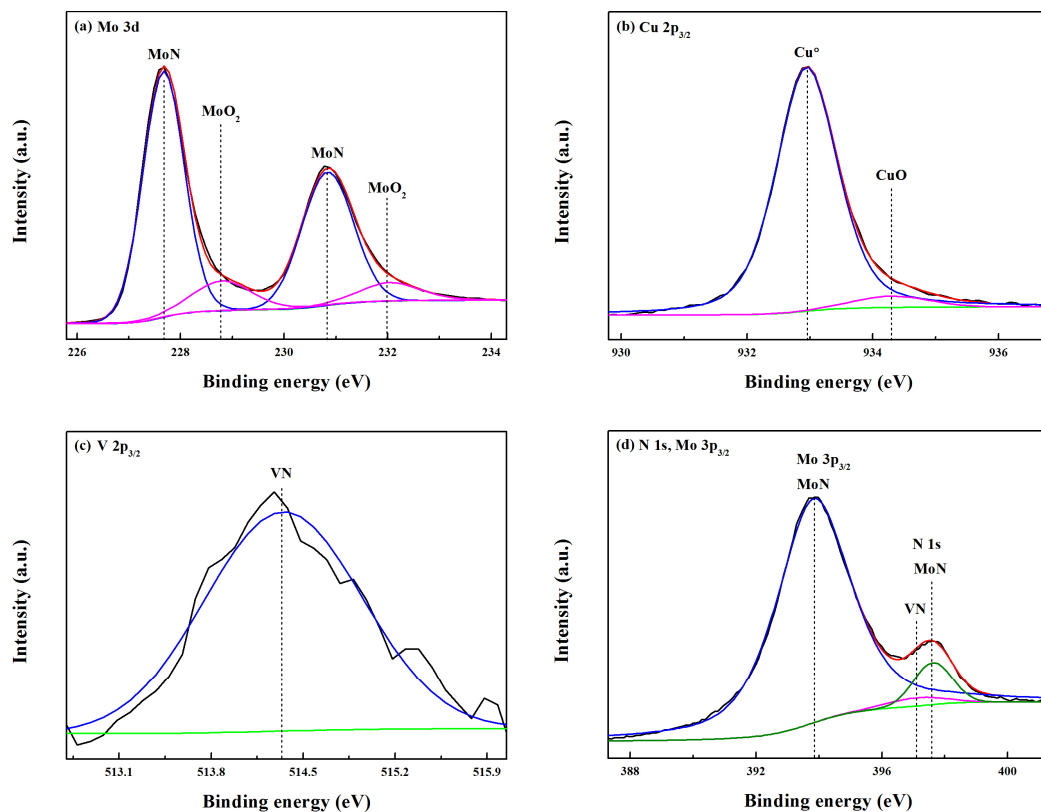 (a) Mo 3d
MoN
MoO₂
MoN
MoO₂
Intensity (a.u.)
226 228 230 232 234
Binding energy (eV)
(b) Cu 2p₃/₂
Cu°
CuO
Intensity (a.u.)
930 932 934 936
Binding energy (eV)
(c) V 2p₃/₂
VN
Intensity (a.u.)
513.1 513.8 514.5 515.2 515.9
Binding energy (eV)
(d) N 1s, Mo 3p₃/₂
Mo 3p₃/₂
MoN
N 1s
MoN
VN
Intensity (a.u.)
388 392 396 400
Binding energy (eV)